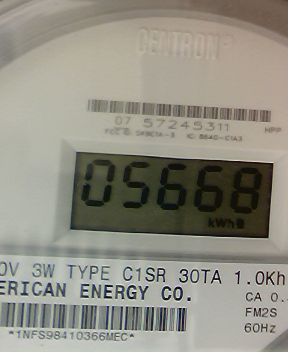 CENTRON®
07 57245311
HPP
05668
kWh
0V 3W TYPE C1SR 30TA 1.0Kh
ERICAN ENERGY CO.
CA 0.
FM2S
60Hz
*1NFS98410366MEC*